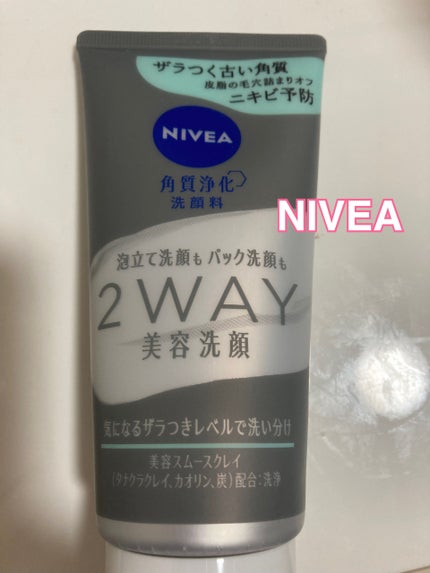 ザラつく古い角質
皮脂の毛穴詰まりオフ
ニキビ予防
NIVEA
角質浄化
洗顔料
NIVEA
泡立て洗顔も パック洗顔も
2WAY
美容洗顔
気になるザラつきレベルで洗い分け
美容スムースクレイ
(タナクラクレイ、カオリン、炭)配合:洗浄